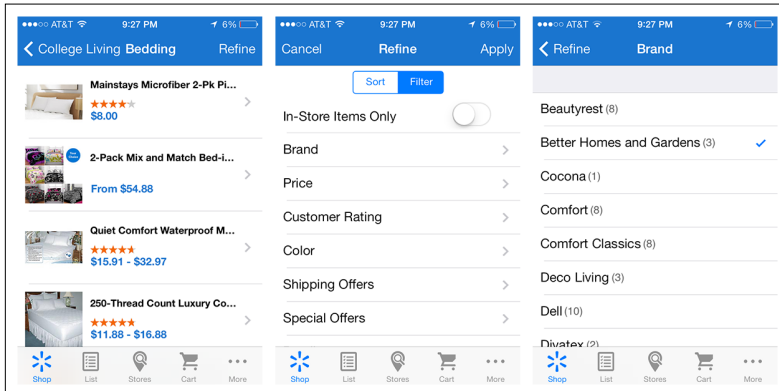 ●●●○○ AT&T 9:27 PM 6%
College Living Bedding Refine
Mainstays Microfiber 2-Pk Pi...
$8.00
2-Pack Mix and Match Bed-i...
From $54.88
Quiet Comfort Waterproof M...
$15.91 - $32.97
250-Thread Count Luxury Co...
$11.88 - $16.88
Shop List Stores Cart More
●●●○○ AT&T 9:27 PM 6%
Cancel Refine Apply
Sort Filter
In-Store Items Only
Brand
Price
Customer Rating
Color
Shipping Offers
Special Offers
Shop List Stores Cart More
●●●○○ AT&T 9:27 PM 6%
Refine Brand
Beautyrest (8)
Better Homes and Gardens (3)
Cocona (1)
Comfort (8)
Comfort Classics (8)
Deco Living (3)
Dell (10)
Divatex (2)
Shop List Stores Cart More